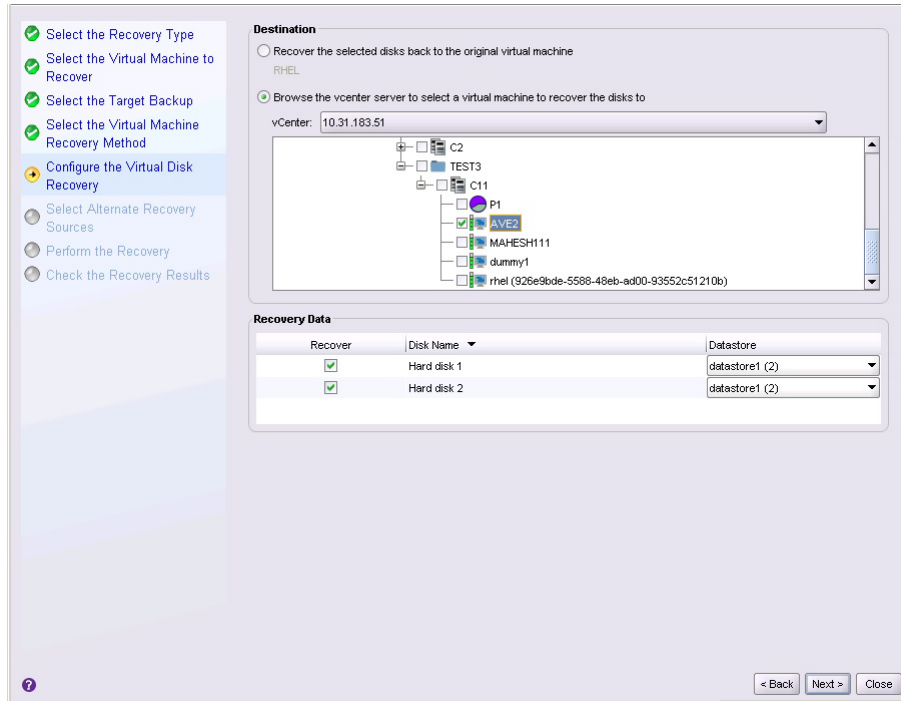 Select the Recovery Type
Select the Virtual Machine to
Recover
Select the Target Backup
Select the Virtual Machine
Recovery Method
Configure the Virtual Disk
Recovery
Select Alternate Recovery
Sources
Perform the Recovery
Check the Recovery Results
Destination
Recover the selected disks back to the original virtual machine
RHEL
Browse the vcenter server to select a virtual machine to recover the disks to
vCenter: 10.31.183.51
C2
TEST3
C11
P1
AVE2
MAHESH111
dummy1
rhel (926e9bde-5588-48eb-ad00-93552c51210b)
Recovery Data
Recover Disk Name Datastore
Hard disk 1 datastore1 (2)
Hard disk 2 datastore1 (2)
?
< Back Next > Close